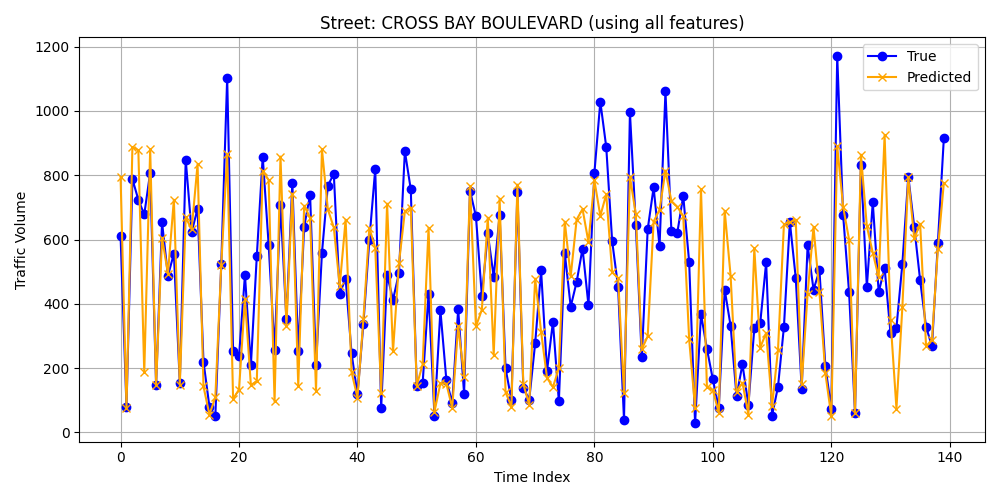 Street: CROSS BAY BOULEVARD (using all features)
True
Predicted
Traffic Volume
1200
1000
800
600
400
200
0
0 20 40 60 80 100 120 140
Time Index